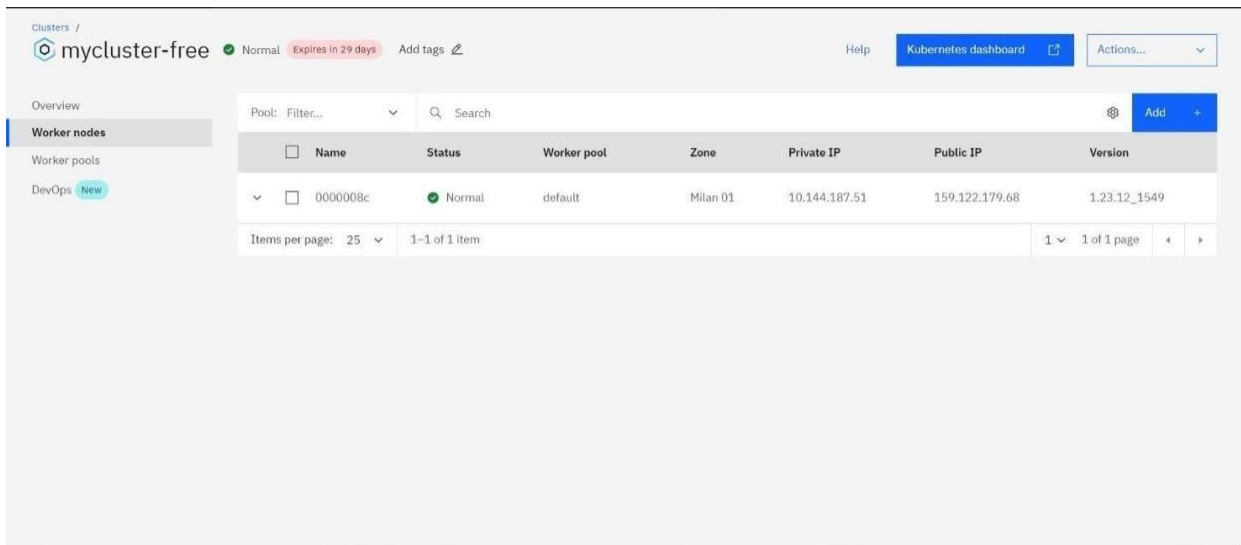 Clusters /
mycluster-free Normal Expires in 29 days Add tags Help Kubernetes dashboard Actions...
Overview
Worker nodes
Worker pools
DevOps New
Pool: Filter... Search Add +
Name Status Worker pool Zone Private IP Public IP Version
0000008c Normal default Milan 01 10.144.187.51 159.122.179.68 1.23.12_1549
Items per page: 25 1–1 of 1 item 1 1 of 1 page